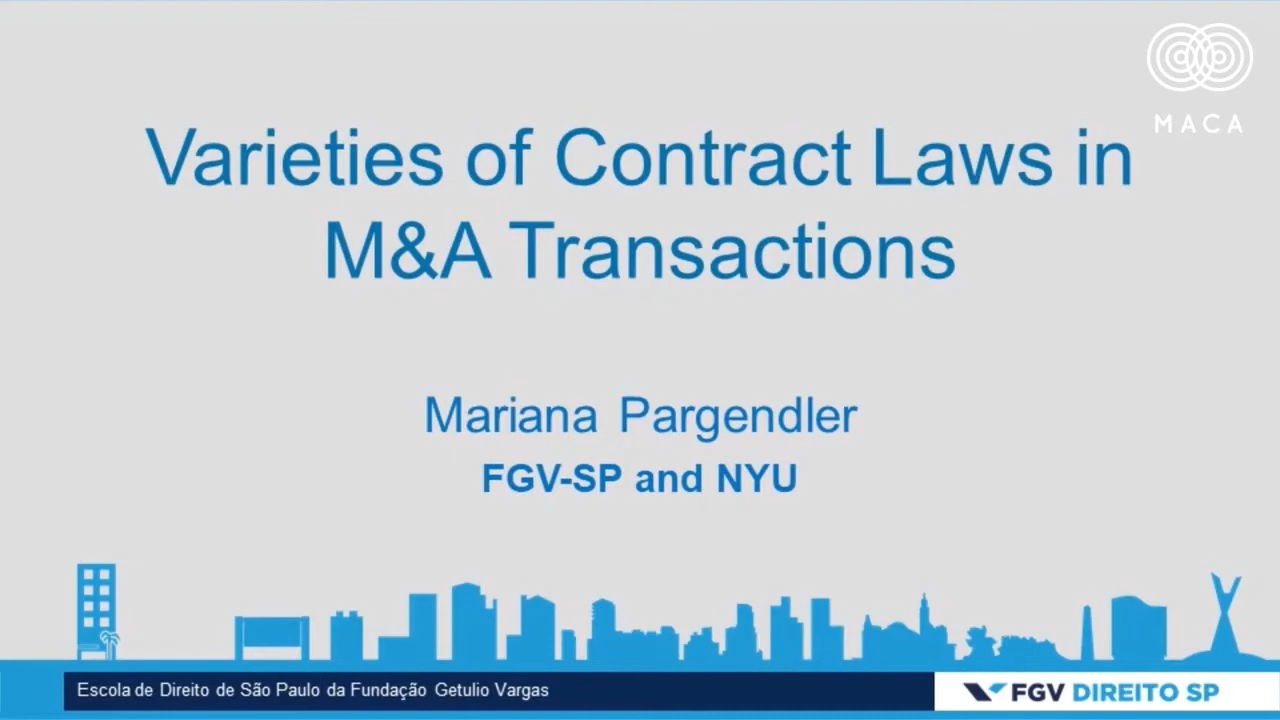 MACA
Varieties of Contract Laws in
M&A Transactions
Mariana Pargendler
FGV-SP and NYU
Escola de Direito de São Paulo da Fundação Getulio Vargas
FGV DIREITO SP